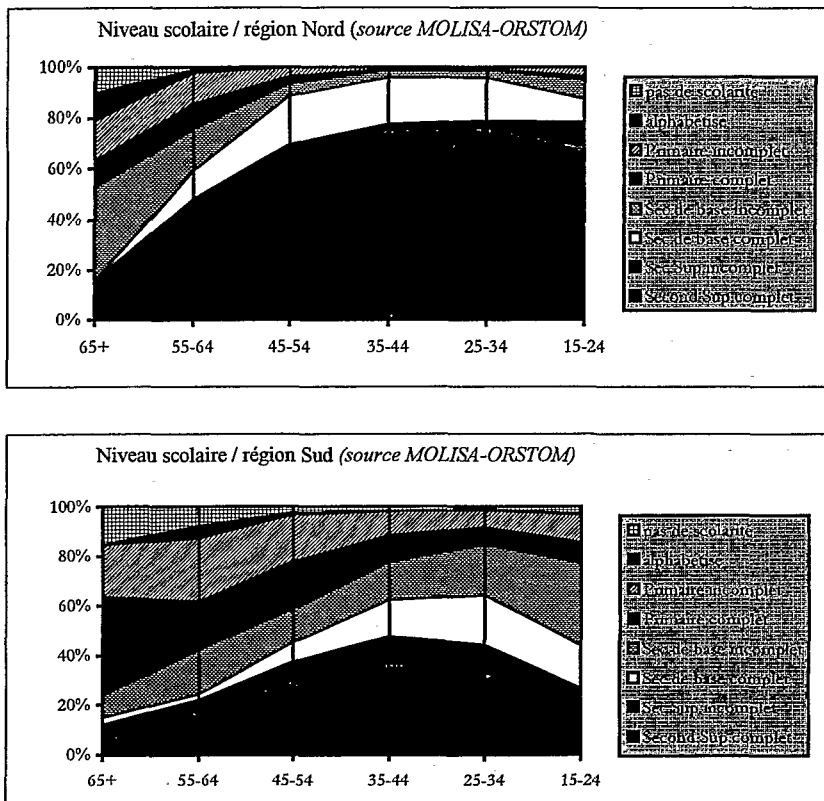 Niveau scolaire / région Nord (source MOLISA-ORSTOM)
100%
80%
60%
40%
20%
0%
65+ 55-64 45-54 35-44 25-34 15-24
pas de scolarité
alphabétisé
Primaire incomplet
Primaire complet
Sec de base incomplet
Sec de base complet
Sec Sup incomplet
Second Sup complet
Niveau scolaire / région Sud (source MOLISA-ORSTOM)
100%
80%
60%
40%
20%
0%
65+ 55-64 45-54 35-44 25-34 15-24
pas de scolarité
alphabétisé
Primaire incomplet
Primaire complet
Sec de base incomplet
Sec de base complet
Sec Sup incomplet
Second Sup complet